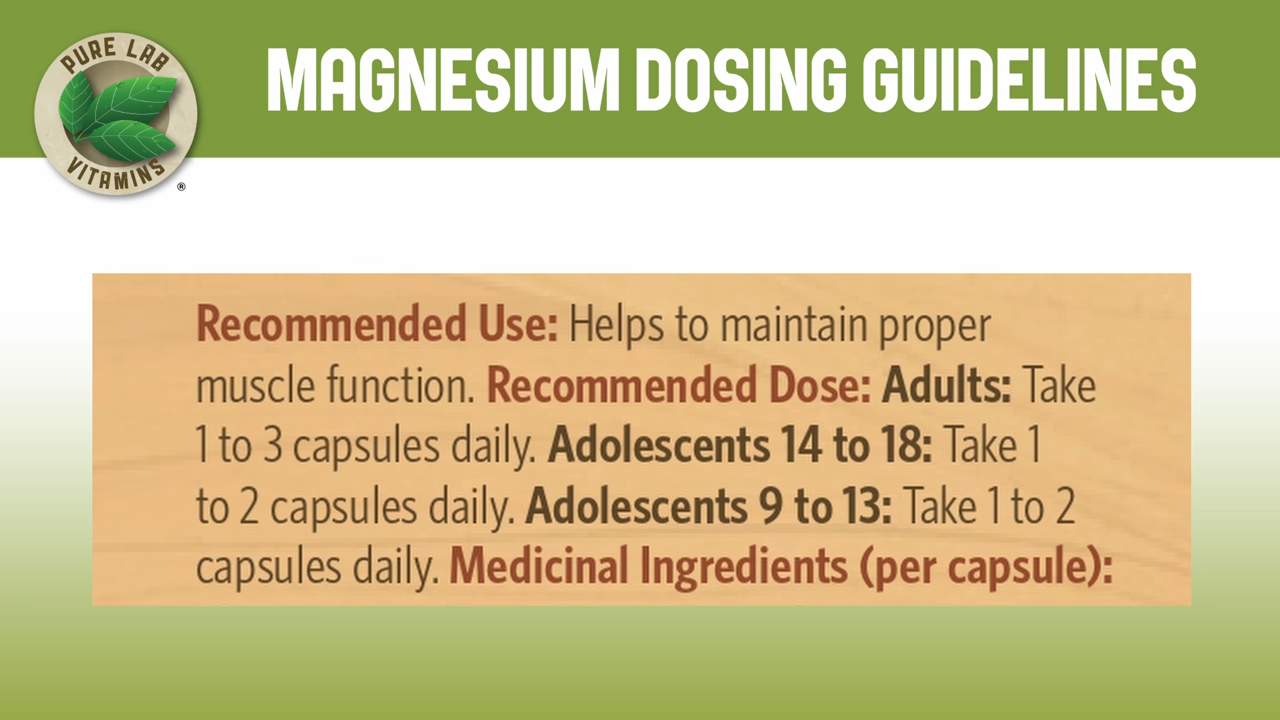 PURE LAB
VITAMINS
®
MAGNESIUM DOSING GUIDELINES
Recommended Use: Helps to maintain proper
muscle function. Recommended Dose: Adults: Take
1 to 3 capsules daily. Adolescents 14 to 18: Take 1
to 2 capsules daily. Adolescents 9 to 13: Take 1 to 2
capsules daily. Medicinal Ingredients (per capsule):